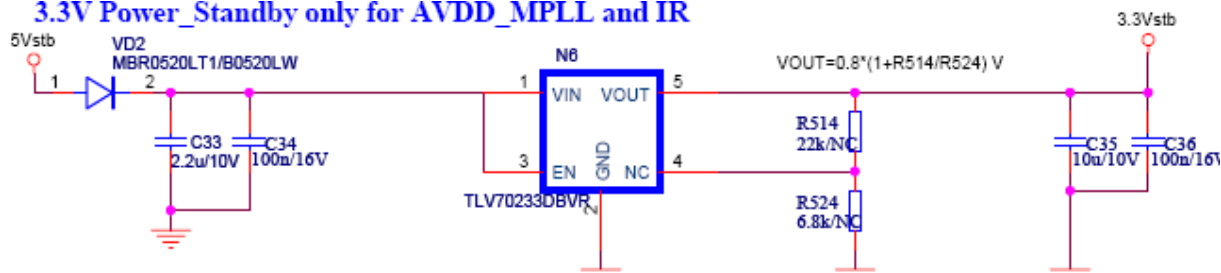 3.3V Power_Standby only for AVDD_MPLL and IR
5Vstb
VD2
MBR0520LT1/B0520LW
1
2
C33
2.2u/10V
C34
100n/16V
N6
1
VIN
VOUT
5
3
EN
GND
NC
4
2
TLV70233DBVR
VOUT=0.8*(1+R514/R524) V
R514
22k/NC
R524
6.8k/NC
3.3Vstb
C35
10u/10V
C36
100n/16V